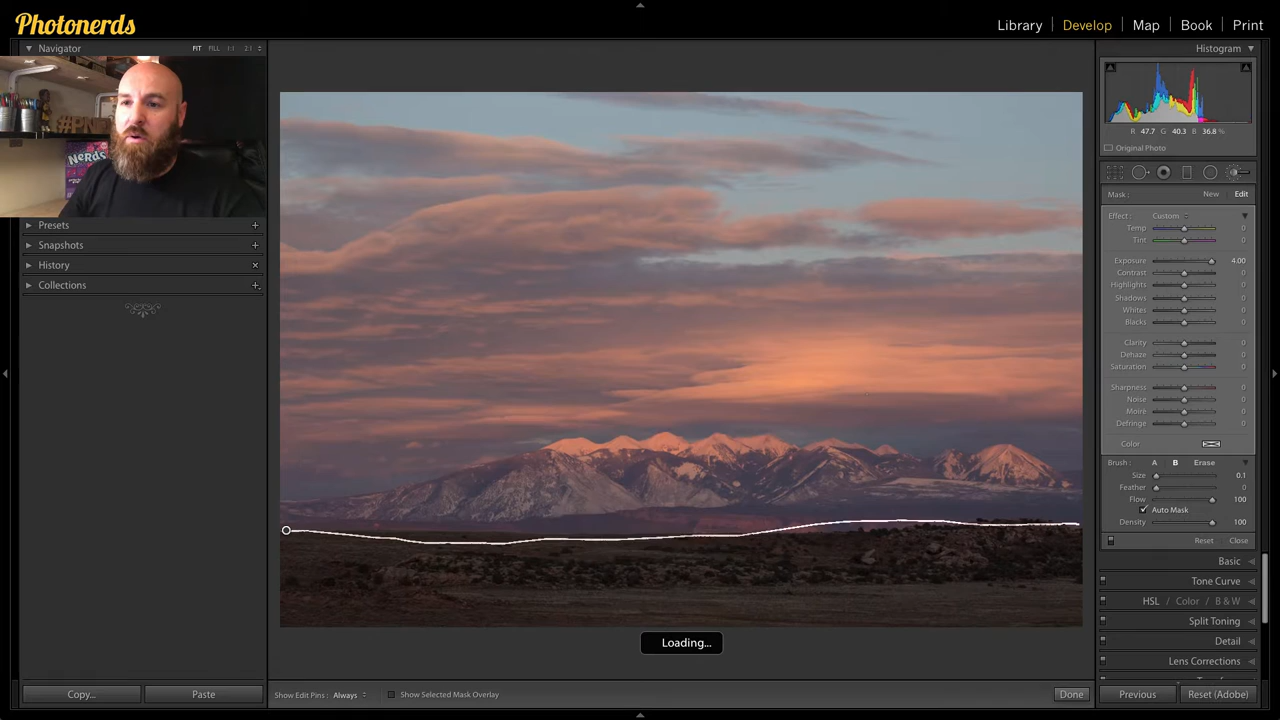 Photonerds
Library | Develop | Map | Book | Print
Navigator FIT FILL 1:1 2:1
Histogram
NERDS
R 47.7 G 40.3 B 36.8 %
Original Photo
Mask : New Edit
Effect : Custom
Temp 0
Tint 0
Exposure 4.00
Contrast 0
Highlights 0
Shadows 0
Whites 0
Blacks 0
Clarity 0
Dehaze 0
Saturation 0
Sharpness 0
Noise 0
Moiré 0
Defringe 0
Color
Brush : A B Erase
Size 0.1
Feather 0
Flow 100
Auto Mask
Density 100
Reset Close
Presets
Snapshots
History
Collections
Basic
Tone Curve
HSL / Color / B & W
Split Toning
Detail
Lens Corrections
Loading...
Copy... Paste
Show Edit Pins : Always Show Selected Mask Overlay
Done
Previous Reset (Adobe)